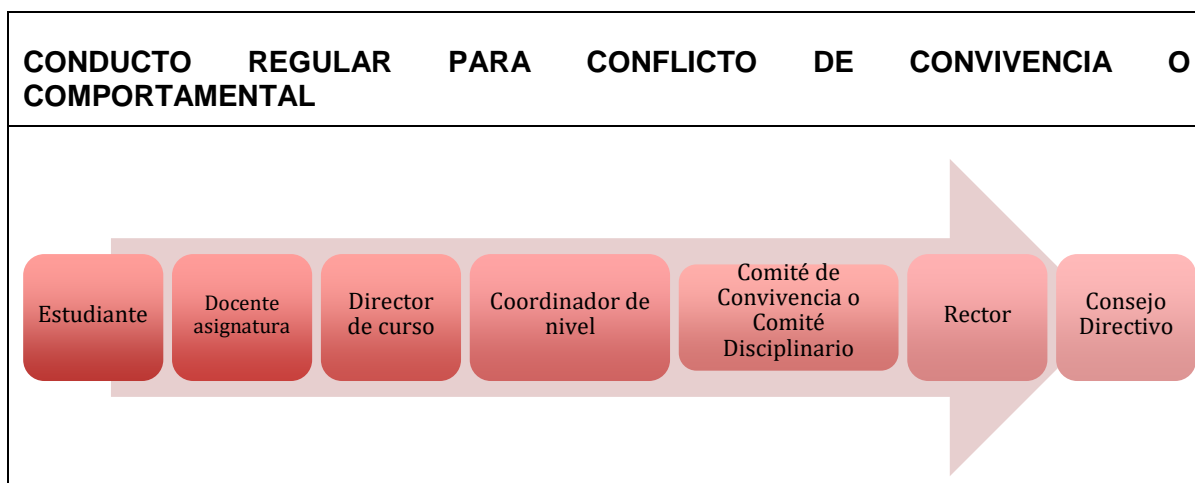 CONDUCTO REGULAR PARA CONFLICTO DE CONVIVENCIA O
COMPORTAMENTAL
Estudiante
Docente
asignatura
Director
de curso
Coordinador de
nivel
Comité de
Convivencia o
Comité
Disciplinario
Rector
Consejo
Directivo